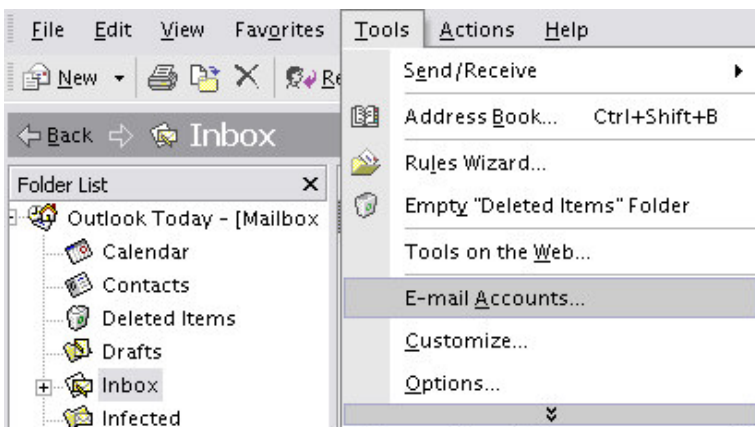 File Edit View Favorites Tools Actions Help
New Re
Back Inbox
Folder List
Outlook Today - [Mailbox
Calendar
Contacts
Deleted Items
Drafts
Inbox
Infected
Send/Receive
Address Book... Ctrl+Shift+B
Rules Wizard...
Empty "Deleted Items" Folder
Tools on the Web...
E-mail Accounts...
Customize...
Options...